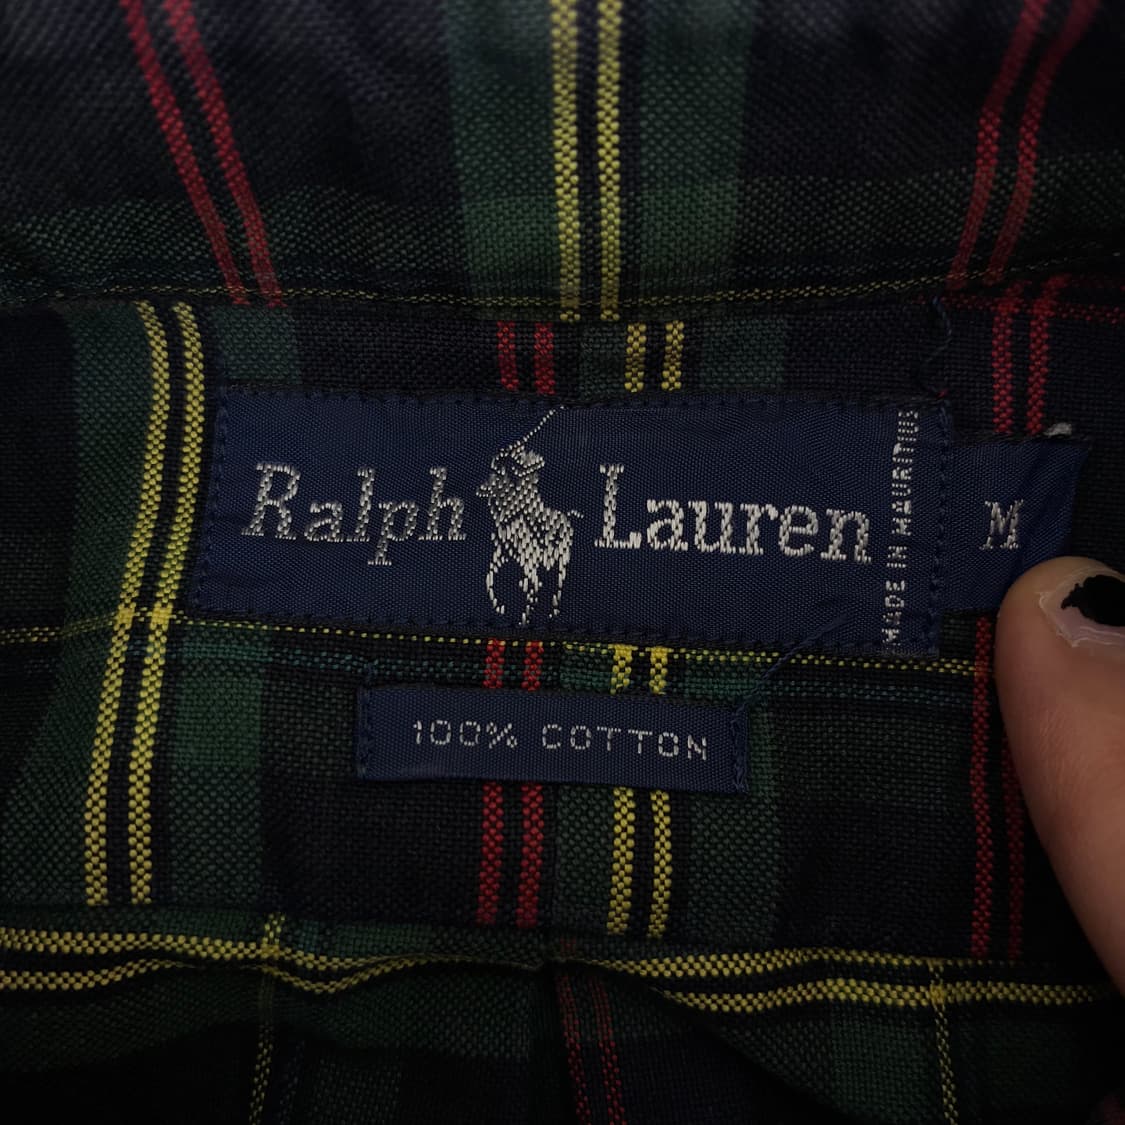 Ralph Lauren
MADE IN MAURITIUS
M
100% COTTON